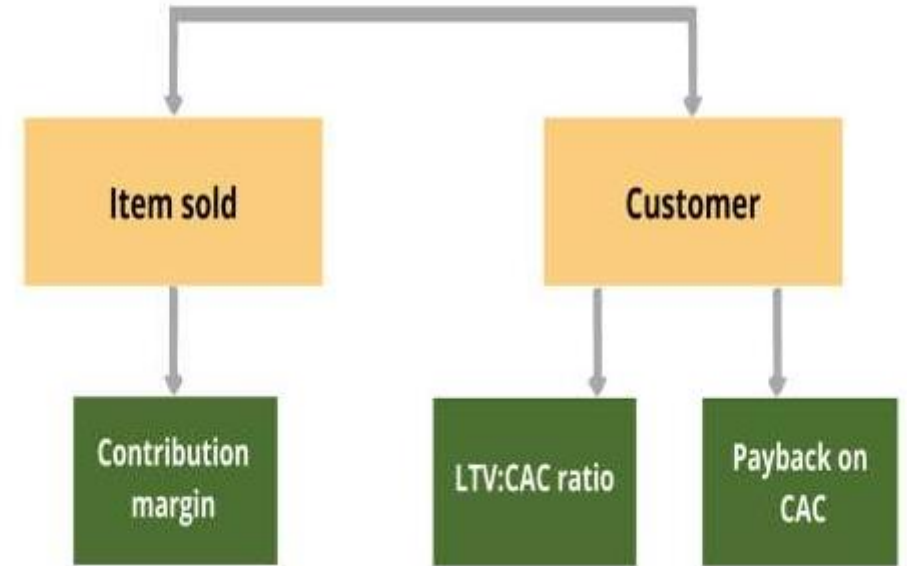 Item sold
Customer
Contribution
margin
LTV:CAC ratio
Payback on
CAC